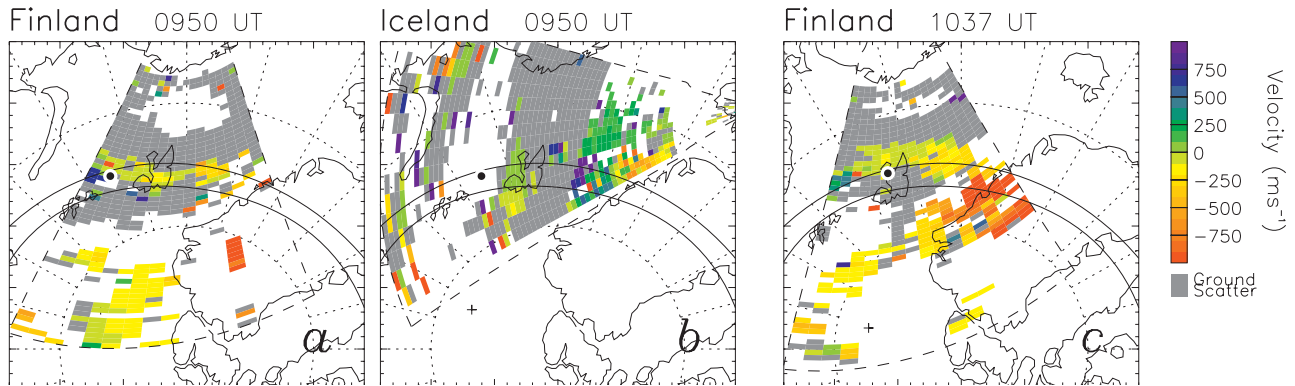 Finland 0950 UT
Iceland 0950 UT
Finland 1037 UT
a
b
c
750
500
250
0
−250
−500
−750
Velocity (ms⁻¹)
Ground
Scatter